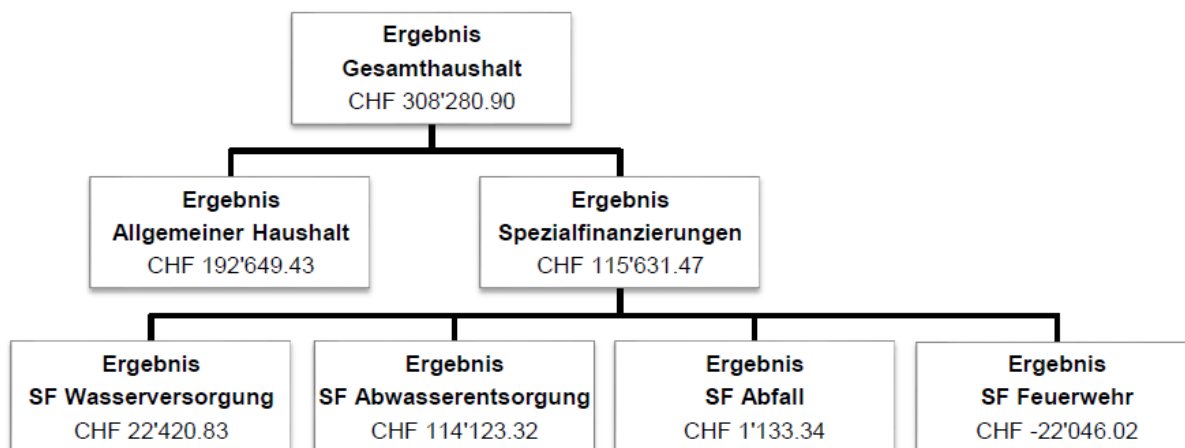 Ergebnis
Gesamthaushalt
CHF 308'280.90
Ergebnis
Allgemeiner Haushalt
CHF 192'649.43
Ergebnis
Spezialfinanzierungen
CHF 115'631.47
Ergebnis
SF Wasserversorgung
CHF 22'420.83
Ergebnis
SF Abwasserentsorgung
CHF 114'123.32
Ergebnis
SF Abfall
CHF 1'133.34
Ergebnis
SF Feuerwehr
CHF -22'046.02